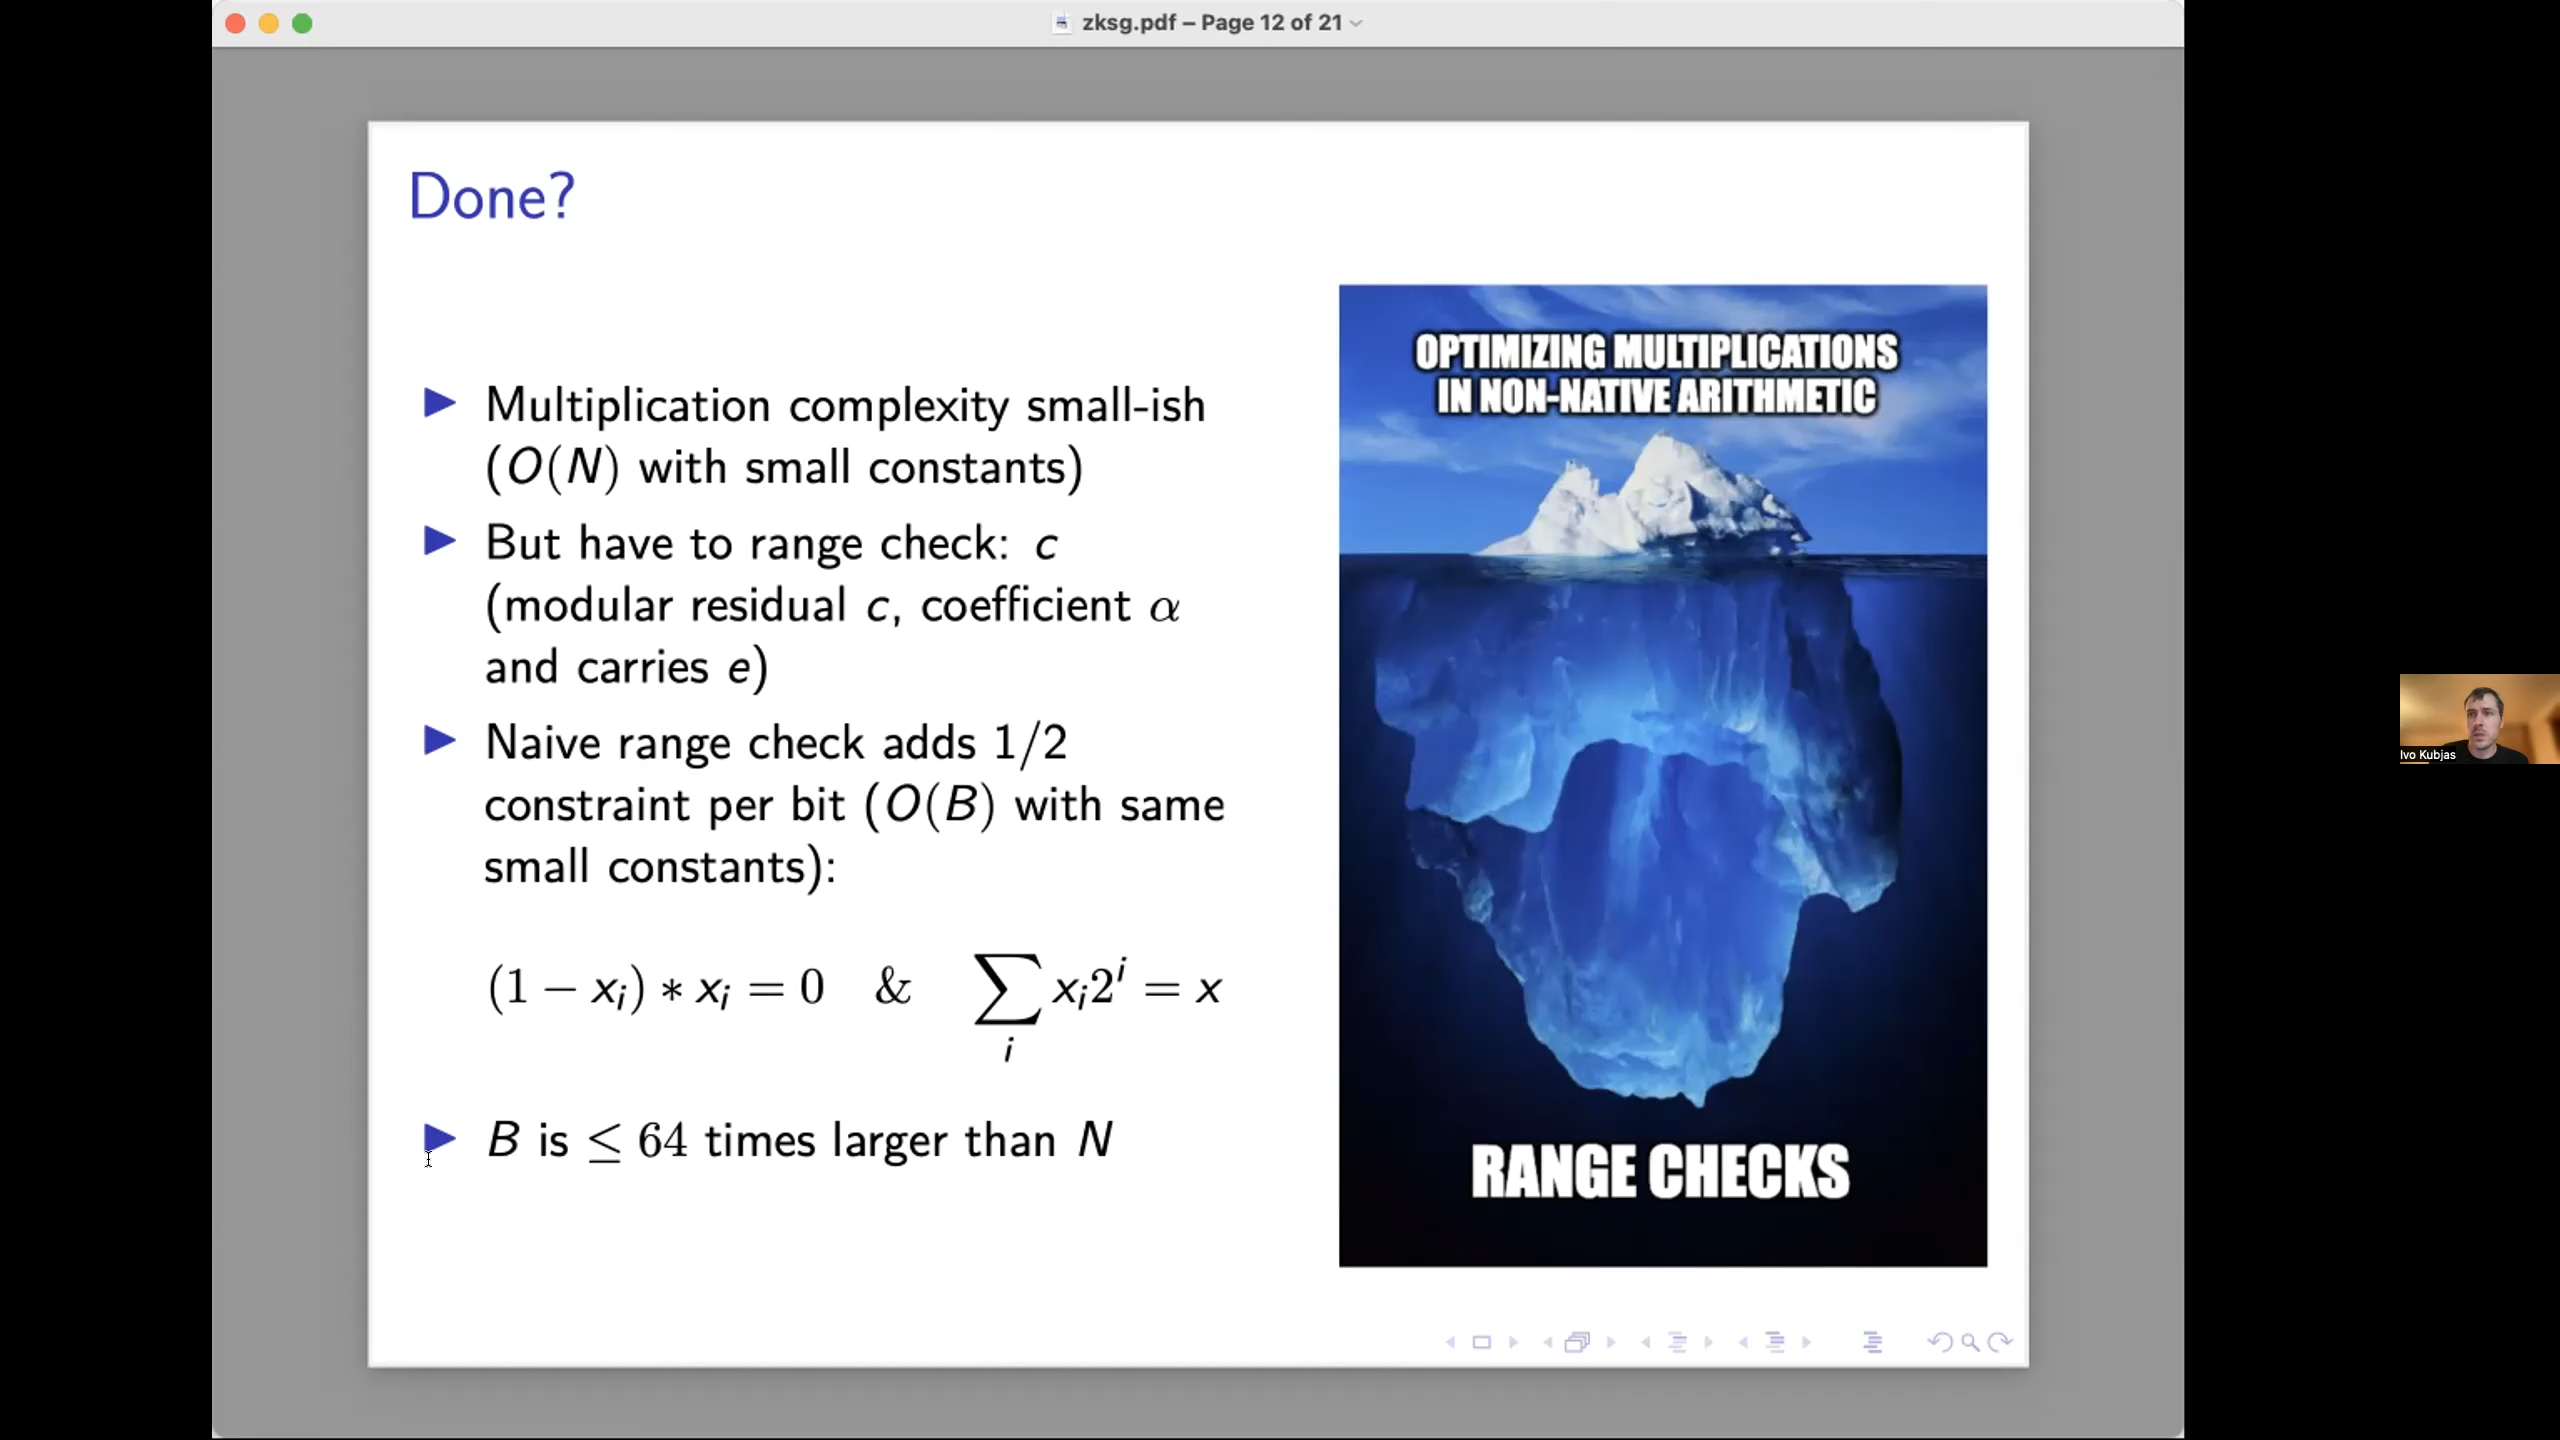 zksg.pdf – Page 12 of 21
Done?
▶ Multiplication complexity small-ish
(O(N) with small constants)
▶ But have to range check: c
(modular residual c, coefficient α
and carries e)
▶ Naive range check adds 1/2
constraint per bit (O(B) with same
small constants):
(1 − xᵢ) ∗ xᵢ = 0 & ∑ᵢ xᵢ2ⁱ = x
▶ B is ≤ 64 times larger than N
OPTIMIZING MULTIPLICATIONS
IN NON-NATIVE ARITHMETIC
RANGE CHECKS
Ivo Kubjas